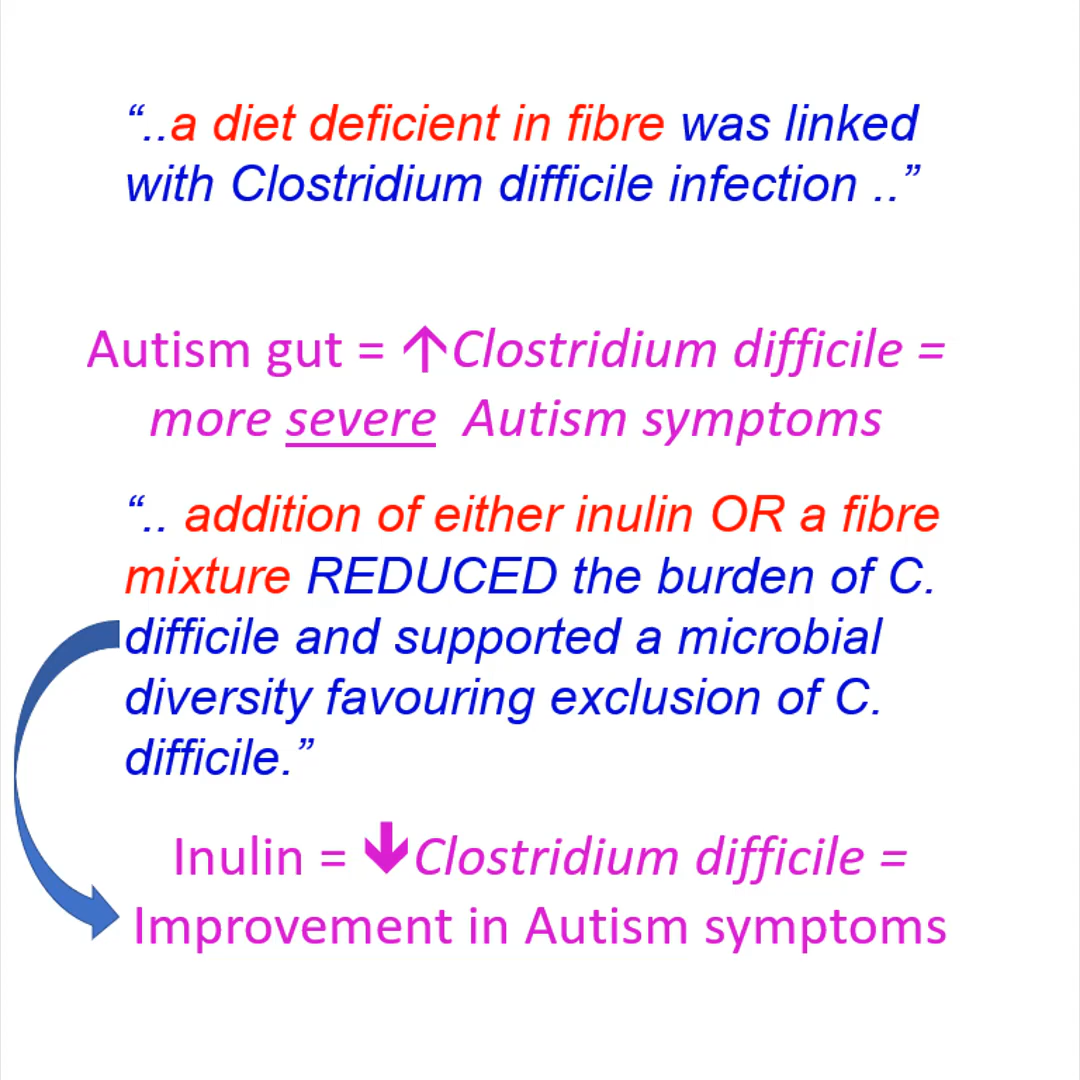 “..a diet deficient in fibre was linked
with Clostridium difficile infection ..”
Autism gut = ↑Clostridium difficile =
more severe Autism symptoms
“.. addition of either inulin OR a fibre
mixture REDUCED the burden of C.
difficile and supported a microbial
diversity favouring exclusion of C.
difficile.”
Inulin = ↓Clostridium difficile =
Improvement in Autism symptoms